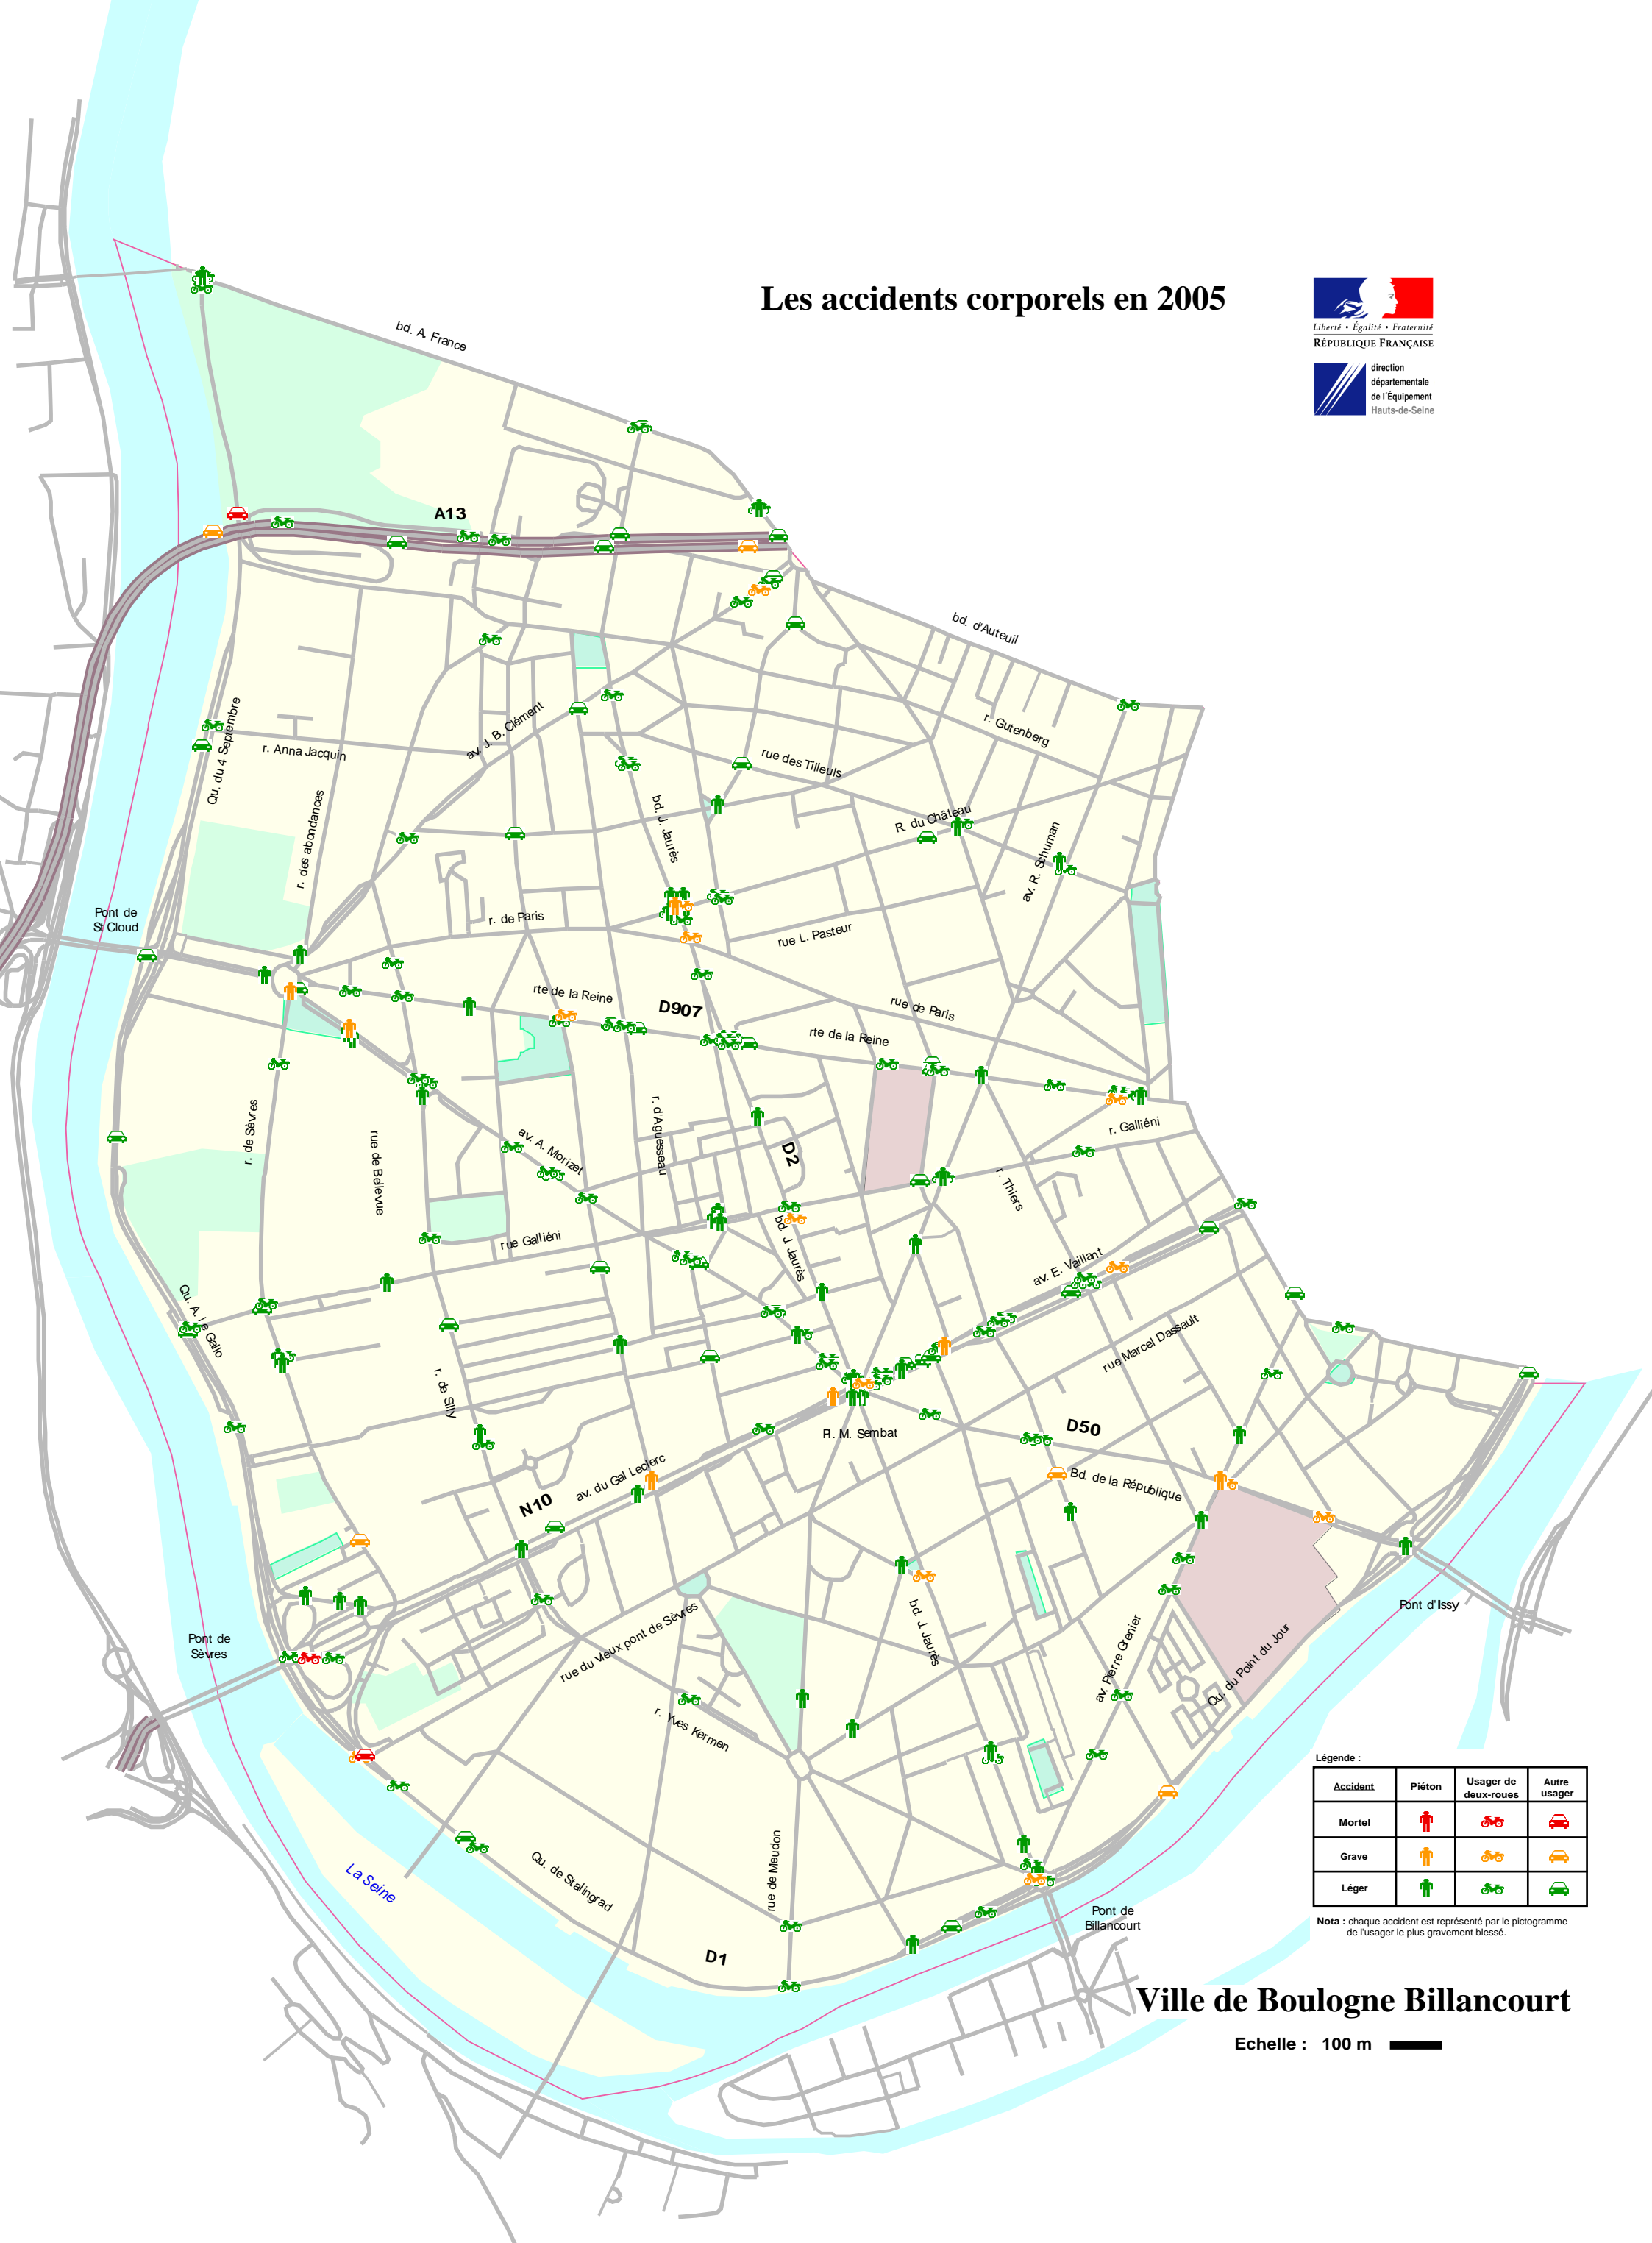 Les accidents corporels en 2005
Liberté • Égalité • Fraternité
RÉPUBLIQUE FRANÇAISE
direction
départementale
de l'Équipement
Hauts-de-Seine
bd. A. France
A13
bd. d'Auteuil
Qu. du 4 Septembre
r. Anna Jacquin
av. J. B. Clément
r. Gutenberg
rue des Tilleuls
r. des abondances
bd. J. Jaurès
R. du Château
av. R. Schuman
Pont de
St Cloud
r. de Paris
rue L. Pasteur
rte de la Reine
D907
rue de Paris
rte de la Reine
r. de Sèvres
rue de Bellevue
av. A. Morizet
r. d'Aguesseau
D2
r. Galliéni
r. Thiers
rue Galliéni
bd. J. Jaurès
av. E. Vaillant
Qu. A. le Gallo
rue Marcel Dassault
r. de Silly
Pl. M. Sembat
D50
av. du Gal Leclerc
N10
Bd. de la République
Pont d'Issy
Pont de
Sèvres
rue du vieux pont de Sèvres
bd. J. Jaurès
av. Pierre Grenier
Qu. du Point du Jour
r. Yves Kermen
La Seine
Qu. de Stalingrad
rue de Meudon
D1
Pont de
Billancourt
Légende :
Accident
Piéton
Usager de
deux-roues
Autre
usager
Mortel
Grave
Léger
Nota : chaque accident est représenté par le pictogramme
de l'usager le plus gravement blessé.
Ville de Boulogne Billancourt
Echelle : 100 m